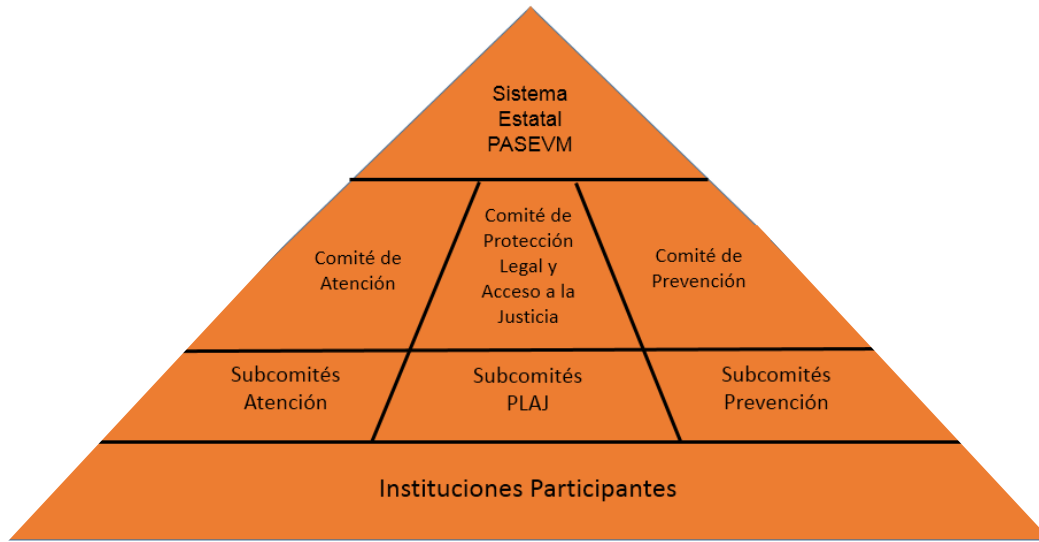 Sistema
Estatal
PASEVM
Comité de
Atención
Comité de
Protección
Legal y
Acceso a la
Justicia
Comité de
Prevención
Subcomités
Atención
Subcomités
PLAJ
Subcomités
Prevención
Instituciones Participantes